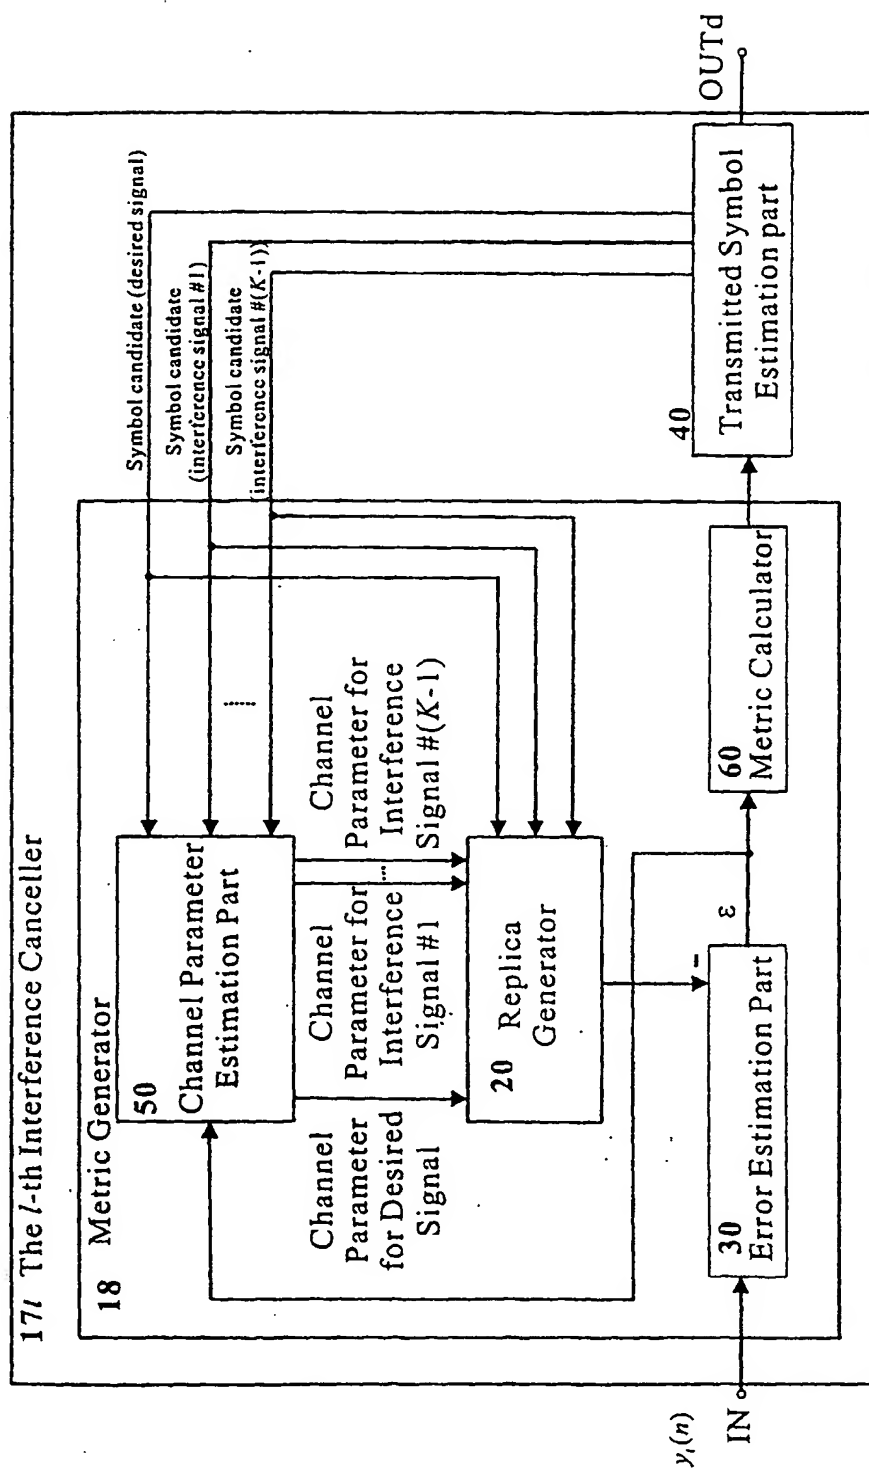 17l The l-th Interference Canceller
18 Metric Generator
50
Channel Parameter
Estimation Part
Symbol candidate (desired signal)
Symbol candidate
(interference signal #1)
Symbol candidate
(interference signal #(K-1))
Channel
Parameter
for Desired
Signal
Channel
Parameter for
Interference
Signal #1
Channel
Parameter for
Interference
Signal #(K-1)
20 Replica
Generator
40
Transmitted Symbol
Estimation part
OUTd
yl(n)
IN
30
Error Estimation Part
-
ε
60
Metric Calculator